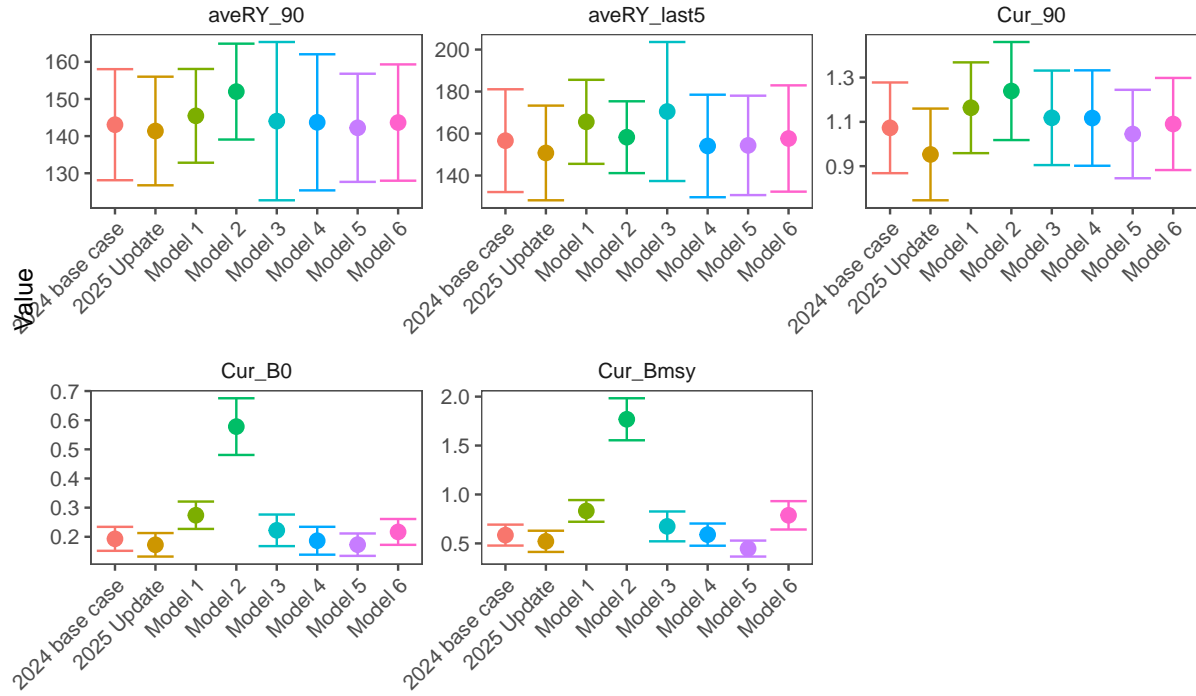 aveRY_90
aveRY_last5
Cur_90
160
150
140
130
200
180
160
140
1.3
1.1
0.9
2024 base case
2025 Update
Model 1
Model 2
Model 3
Model 4
Model 5
Model 6
2024 base case
2025 Update
Model 1
Model 2
Model 3
Model 4
Model 5
Model 6
2024 base case
2025 Update
Model 1
Model 2
Model 3
Model 4
Model 5
Model 6
Value
Cur_B0
Cur_Bmsy
0.7
0.6
0.5
0.4
0.3
0.2
2.0
1.5
1.0
0.5
2024 base case
2025 Update
Model 1
Model 2
Model 3
Model 4
Model 5
Model 6
2024 base case
2025 Update
Model 1
Model 2
Model 3
Model 4
Model 5
Model 6